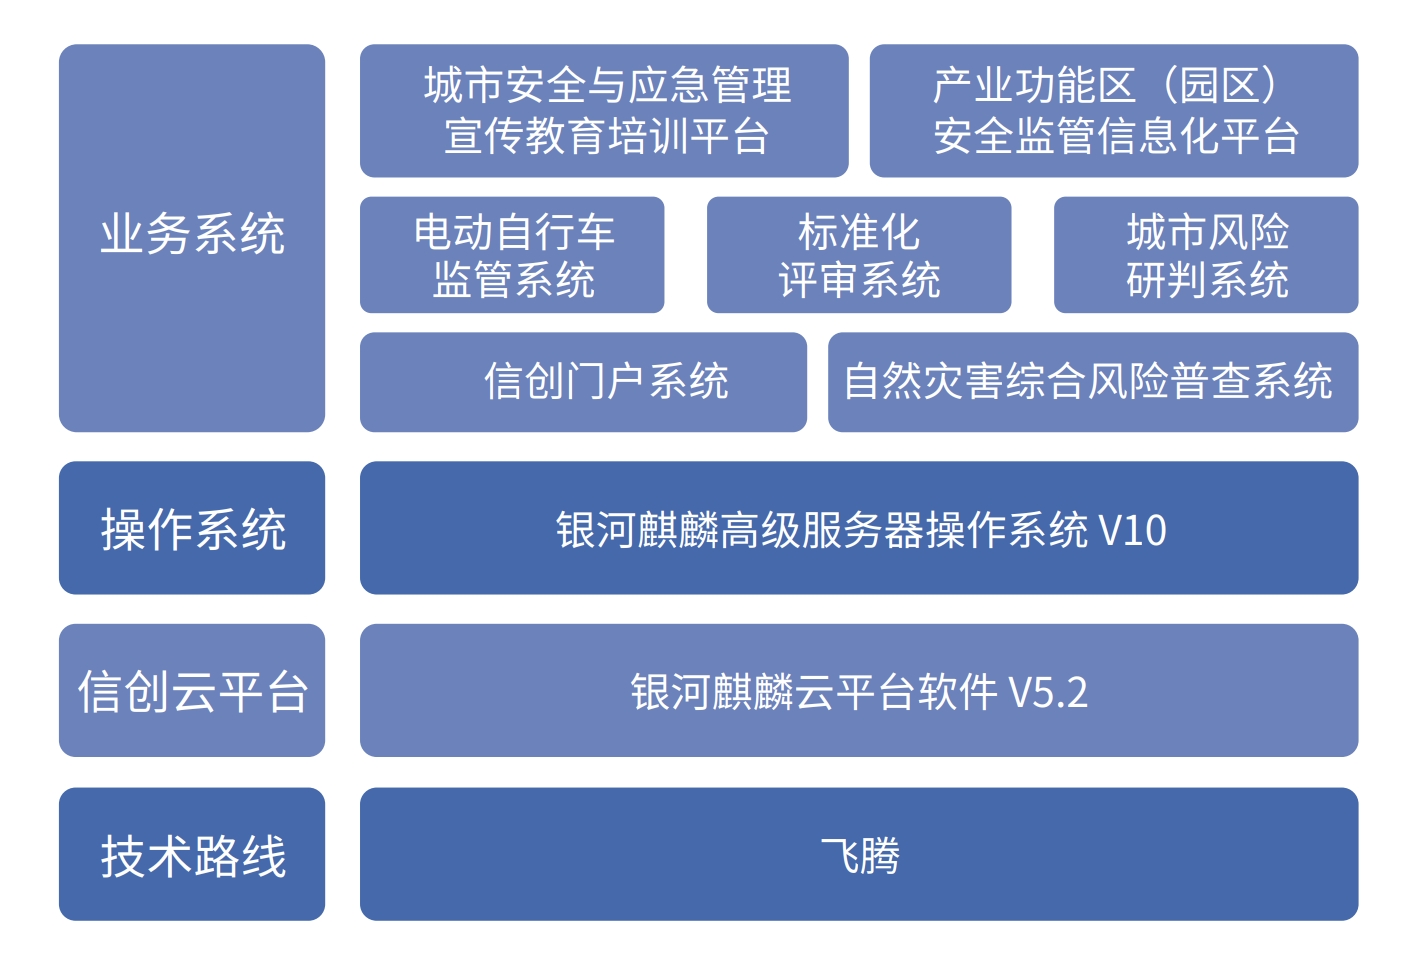 业务系统
城市安全与应急管理
宣传教育培训平台
产业功能区（园区）
安全监管信息化平台
电动自行车
监管系统
标准化
评审系统
城市风险
研判系统
信创门户系统
自然灾害综合风险普查系统
操作系统
银河麒麟高级服务器操作系统 V10
信创云平台
银河麒麟云平台软件 V5.2
技术路线
飞腾